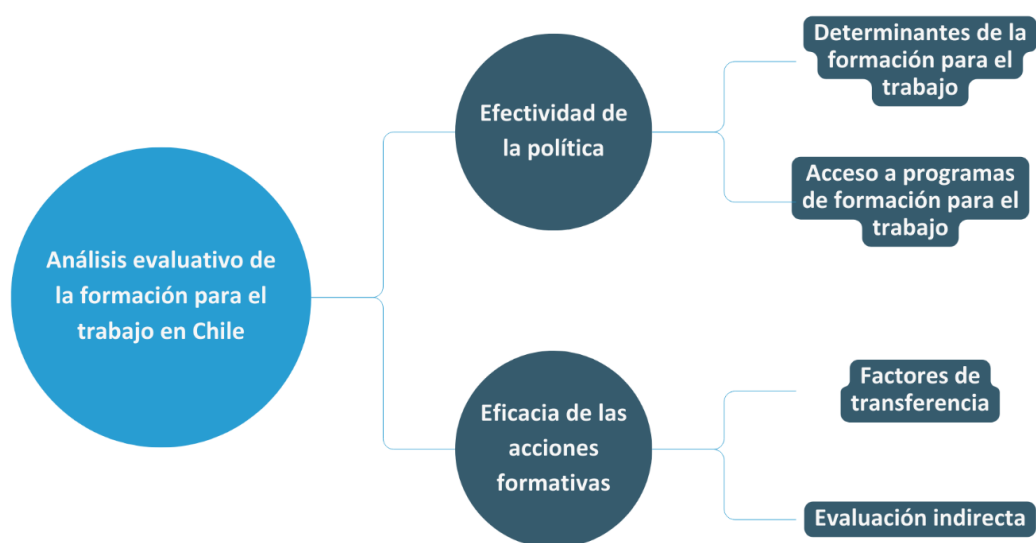 Análisis evaluativo de
la formación para el
trabajo en Chile
Efectividad de
la política
Determinantes de la
formación para el
trabajo
Acceso a programas
de formación para el
trabajo
Eficacia de las
acciones
formativas
Factores de
transferencia
Evaluación indirecta